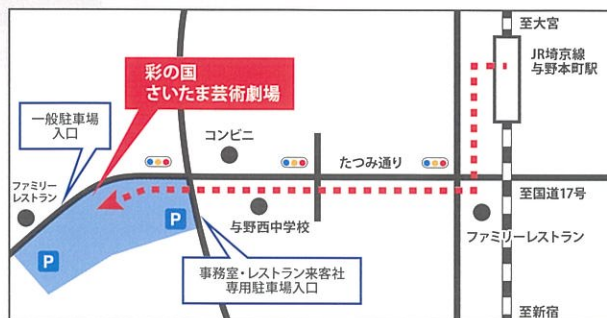 至大宮
JR埼京線
与野本町駅
彩の国
さいたま芸術劇場
一般駐車場
入口
コンビニ
たつみ通り
ファミリー
レストラン
至国道17号
P
与野西中学校
ファミリーレストラン
P
事務室・レストラン来客社
専用駐車場入口
至新宿